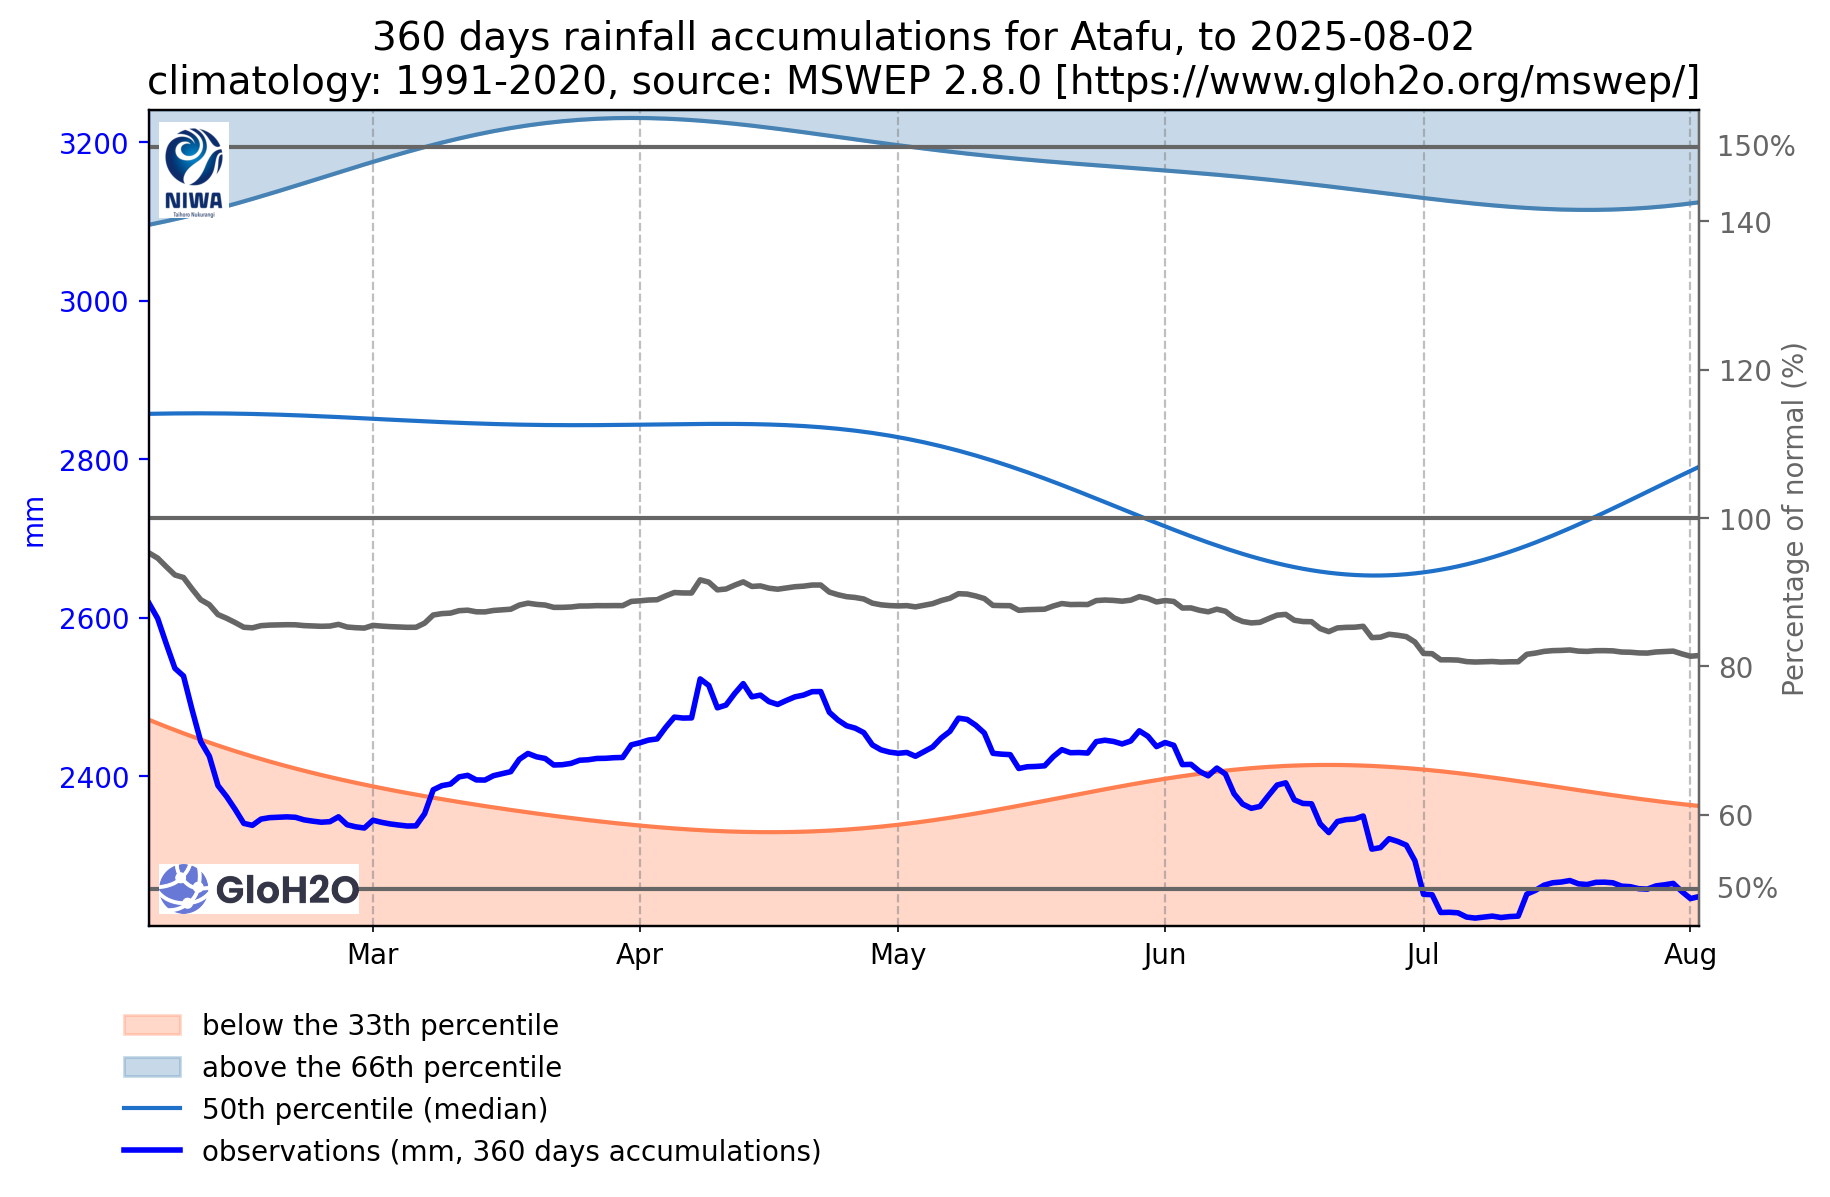 360 days rainfall accumulations for Atafu, to 2025-08-02
climatology: 1991-2020, source: MSWEP 2.8.0 [https://www.gloh2o.org/mswep/]
3200
3000
2800
2600
2400
mm
150%
140
120
100
80
60
50%
Percentage of normal (%)
NIWA
Taihoro Nukurangi
GloH2O
Mar
Apr
May
Jun
Jul
Aug
below the 33th percentile
above the 66th percentile
50th percentile (median)
observations (mm, 360 days accumulations)